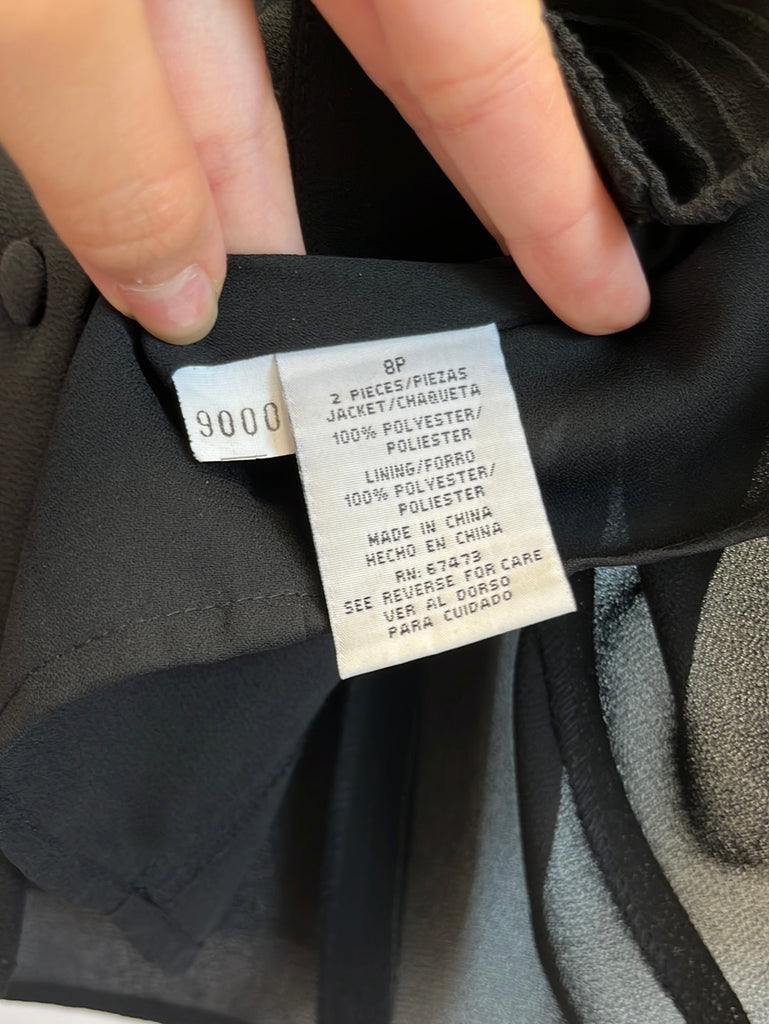 9000
8P
2 PIECES/PIEZAS
JACKET/CHAQUETA
100% POLYESTER/
POLIESTER
LINING/FORRO
100% POLYESTER/
POLIESTER
MADE IN CHINA
HECHO EN CHINA
RN: 67473
SEE REVERSE FOR CARE
VER AL DORSO
PARA CUIDADO